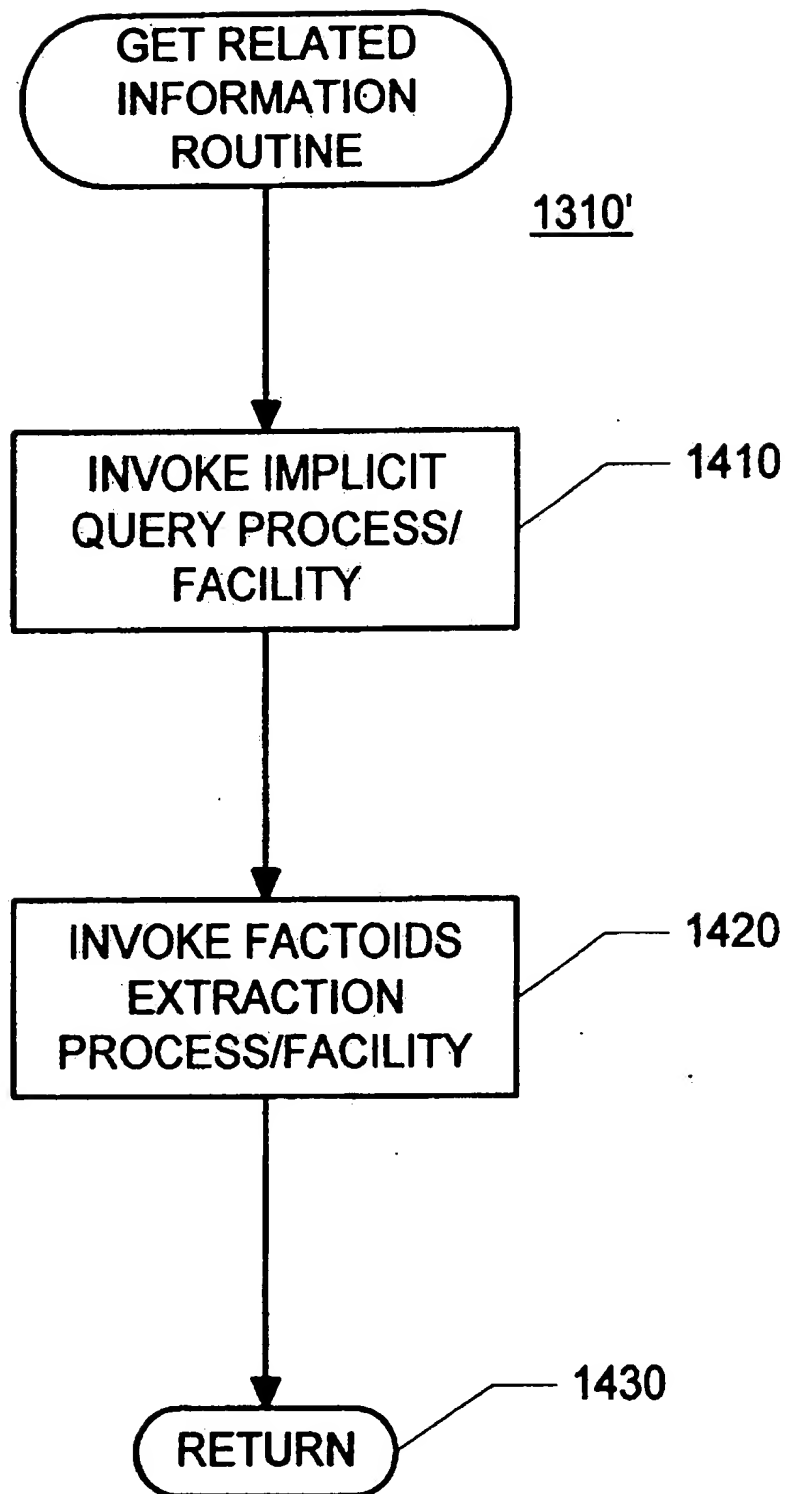 GET RELATED
INFORMATION
ROUTINE
1310'
INVOKE IMPLICIT
QUERY PROCESS/
FACILITY
1410
INVOKE FACTOIDS
EXTRACTION
PROCESS/FACILITY
1420
RETURN
1430